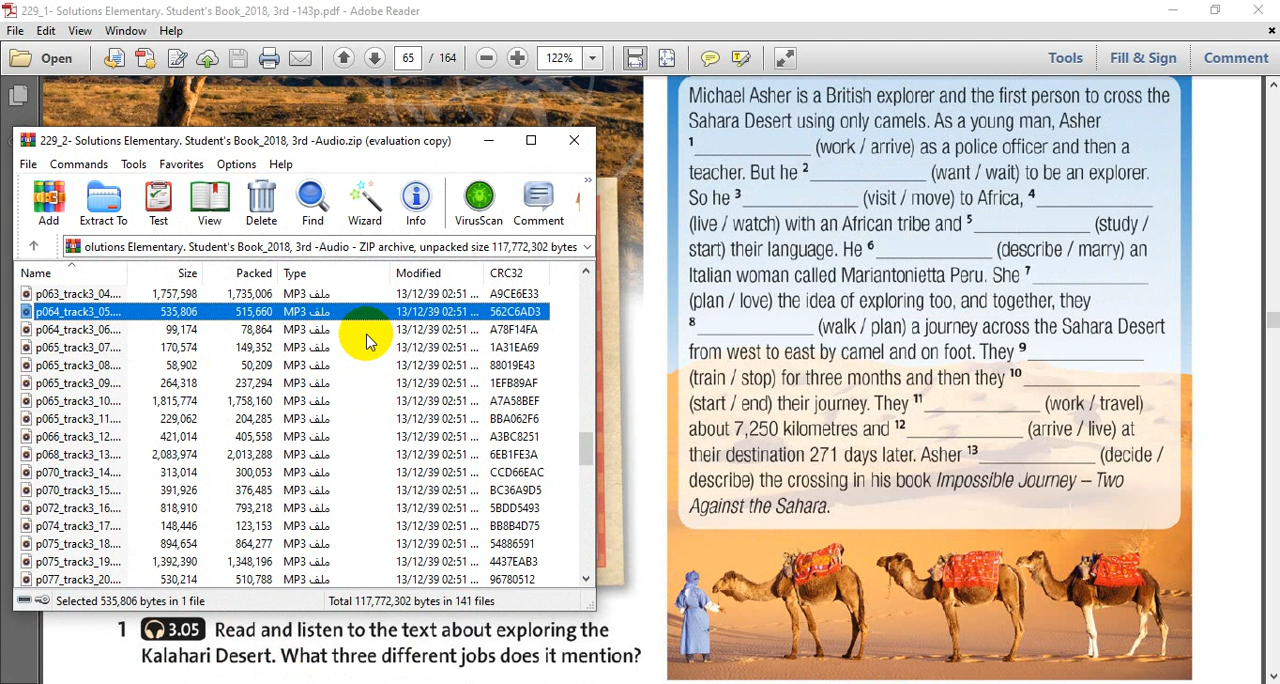 229_1- Solutions Elementary. Student's Book_2018, 3rd -143p.pdf - Adobe Reader
File Edit View Window Help
Open 65 / 164 122% Tools Fill & Sign Comment
229_2- Solutions Elementary. Student's Book_2018, 3rd -Audio.zip (evaluation copy)
File Commands Tools Favorites Options Help
Add Extract To Test View Delete Find Wizard Info VirusScan Comment
olutions Elementary. Student's Book_2018, 3rd -Audio - ZIP archive, unpacked size 117,772,302 bytes
Name Size Packed Type Modified CRC32
p063_track3_04.... 1,757,598 1,735,006 ملف MP3 13/12/39 02:51 ... A9CE6E33
p064_track3_05.... 535,806 515,660 ملف MP3 13/12/39 02:51 ... 562C6AD3
p064_track3_06.... 99,174 78,864 ملف MP3 13/12/39 02:51 ... A78F14FA
p065_track3_07.... 170,574 149,352 ملف MP3 13/12/39 02:51 ... 1A31EA69
p065_track3_08.... 58,902 50,209 ملف MP3 13/12/39 02:51 ... 88019E43
p065_track3_09.... 264,318 237,294 ملف MP3 13/12/39 02:51 ... 1EFB89AF
p065_track3_10.... 1,815,774 1,758,160 ملف MP3 13/12/39 02:51 ... A7A58BEF
p065_track3_11.... 229,062 204,285 ملف MP3 13/12/39 02:51 ... BBA062F6
p066_track3_12.... 421,014 405,558 ملف MP3 13/12/39 02:51 ... A3BC8251
p068_track3_13.... 2,083,974 2,013,285 ملف MP3 13/12/39 02:51 ... 6EB1FE3A
p070_track3_14.... 313,014 300,053 ملف MP3 13/12/39 02:51 ... CCD66EAC
p070_track3_15.... 391,926 376,485 ملف MP3 13/12/39 02:51 ... BC36A9D5
p072_track3_16.... 818,910 793,218 ملف MP3 13/12/39 02:51 ... 5BDD5493
p074_track3_17.... 148,446 123,153 ملف MP3 13/12/39 02:51 ... BB8B4D75
p075_track3_18.... 894,654 864,277 ملف MP3 13/12/39 02:51 ... 54886591
p075_track3_19.... 1,392,390 1,348,196 ملف MP3 13/12/39 02:51 ... 4437EAB3
p077_track3_20.... 530,214 510,788 ملف MP3 13/12/39 02:51 ... 96780512
Selected 535,806 bytes in 1 file Total 117,772,302 bytes in 141 files
1 3.05 Read and listen to the text about exploring the
Kalahari Desert. What three different jobs does it mention?
Michael Asher is a British explorer and the first person to cross the
Sahara Desert using only camels. As a young man, Asher
1 ____________ (work / arrive) as a police officer and then a
teacher. But he 2 ____________ (want / wait) to be an explorer.
So he 3 ____________ (visit / move) to Africa, 4 ____________
(live / watch) with an African tribe and 5 ____________ (study /
start) their language. He 6 ____________ (describe / marry) an
Italian woman called Mariantonietta Peru. She 7 ____________
(plan / love) the idea of exploring too, and together, they
8 ____________ (walk / plan) a journey across the Sahara Desert
from west to east by camel and on foot. They 9 ____________
(train / stop) for three months and then they 10 ____________
(start / end) their journey. They 11 ____________ (work / travel)
about 7,250 kilometres and 12 ____________ (arrive / live) at
their destination 271 days later. Asher 13 ____________ (decide /
describe) the crossing in his book Impossible Journey – Two
Against the Sahara.